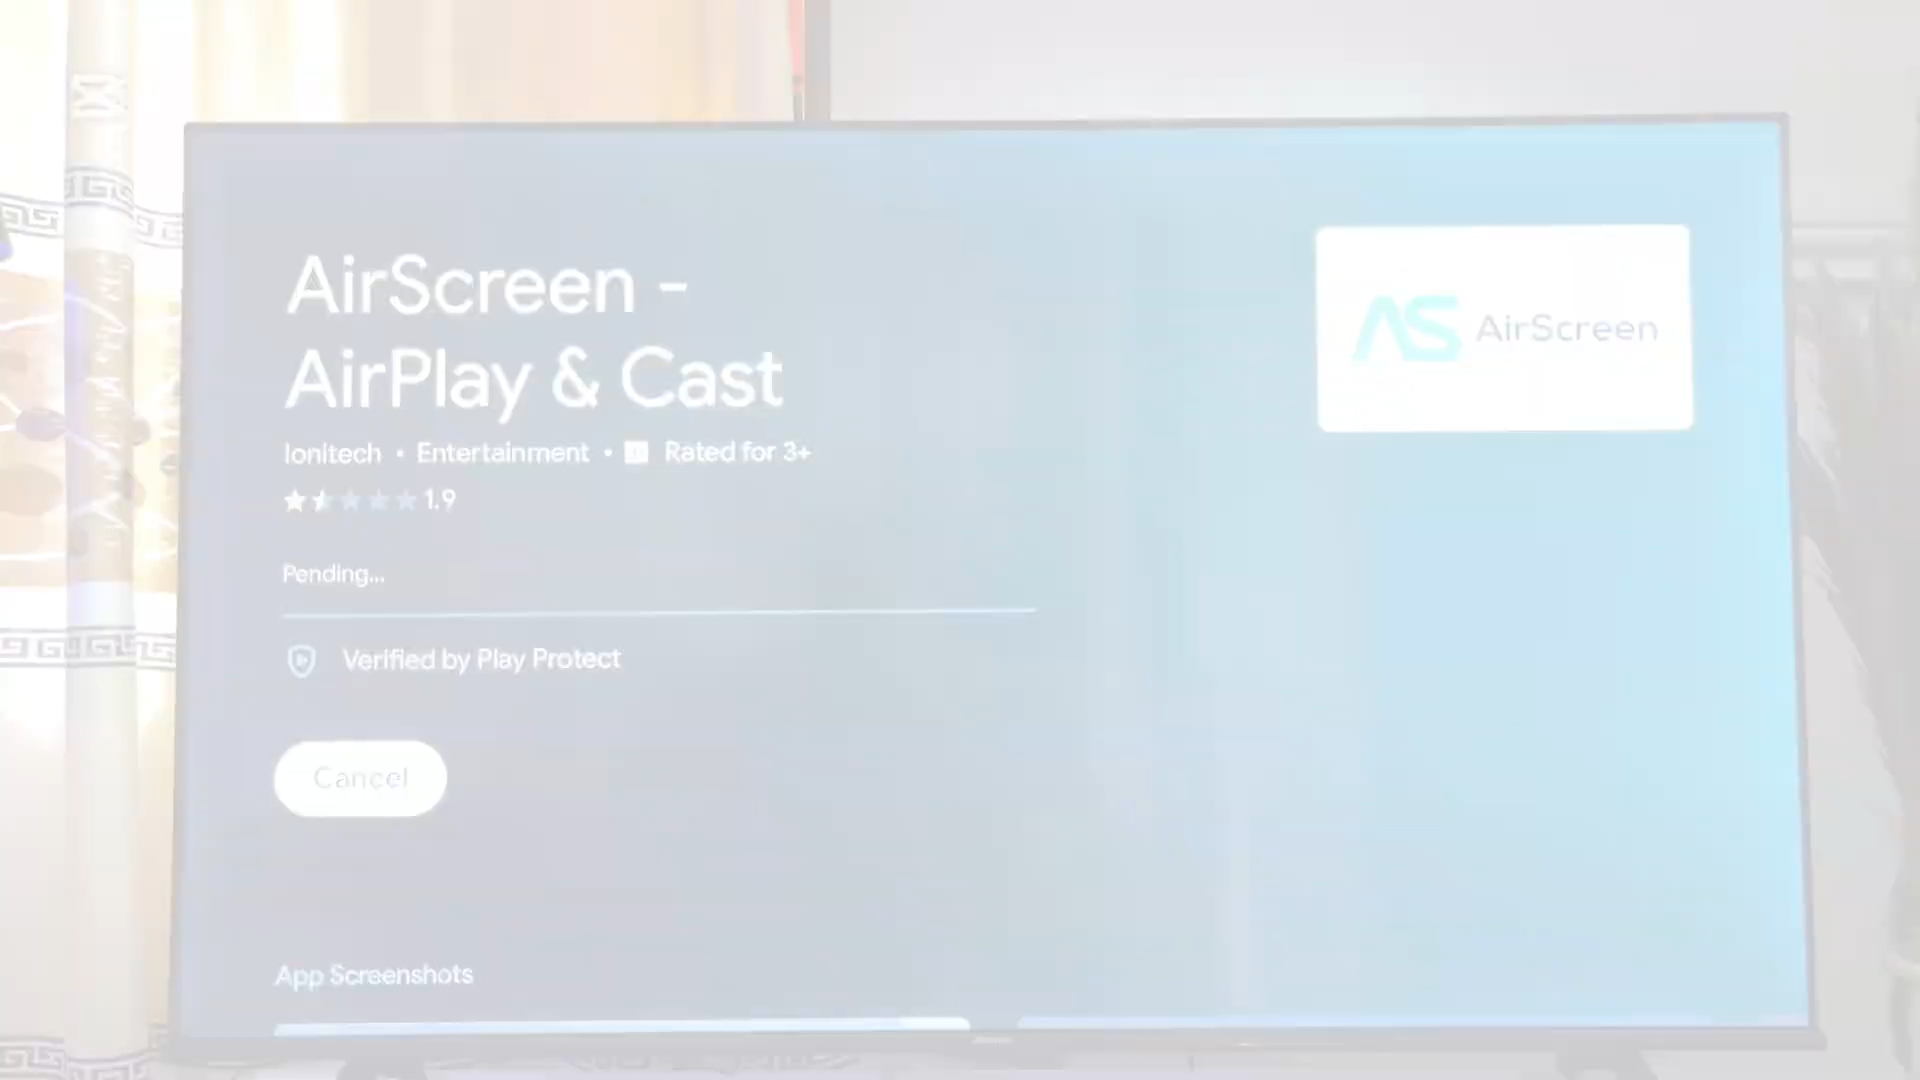 AirScreen -
AirPlay & Cast
Ionitech • Entertainment • Rated for 3+
1.9
Pending...
Verified by Play Protect
Cancel
App Screenshots
AS AirScreen